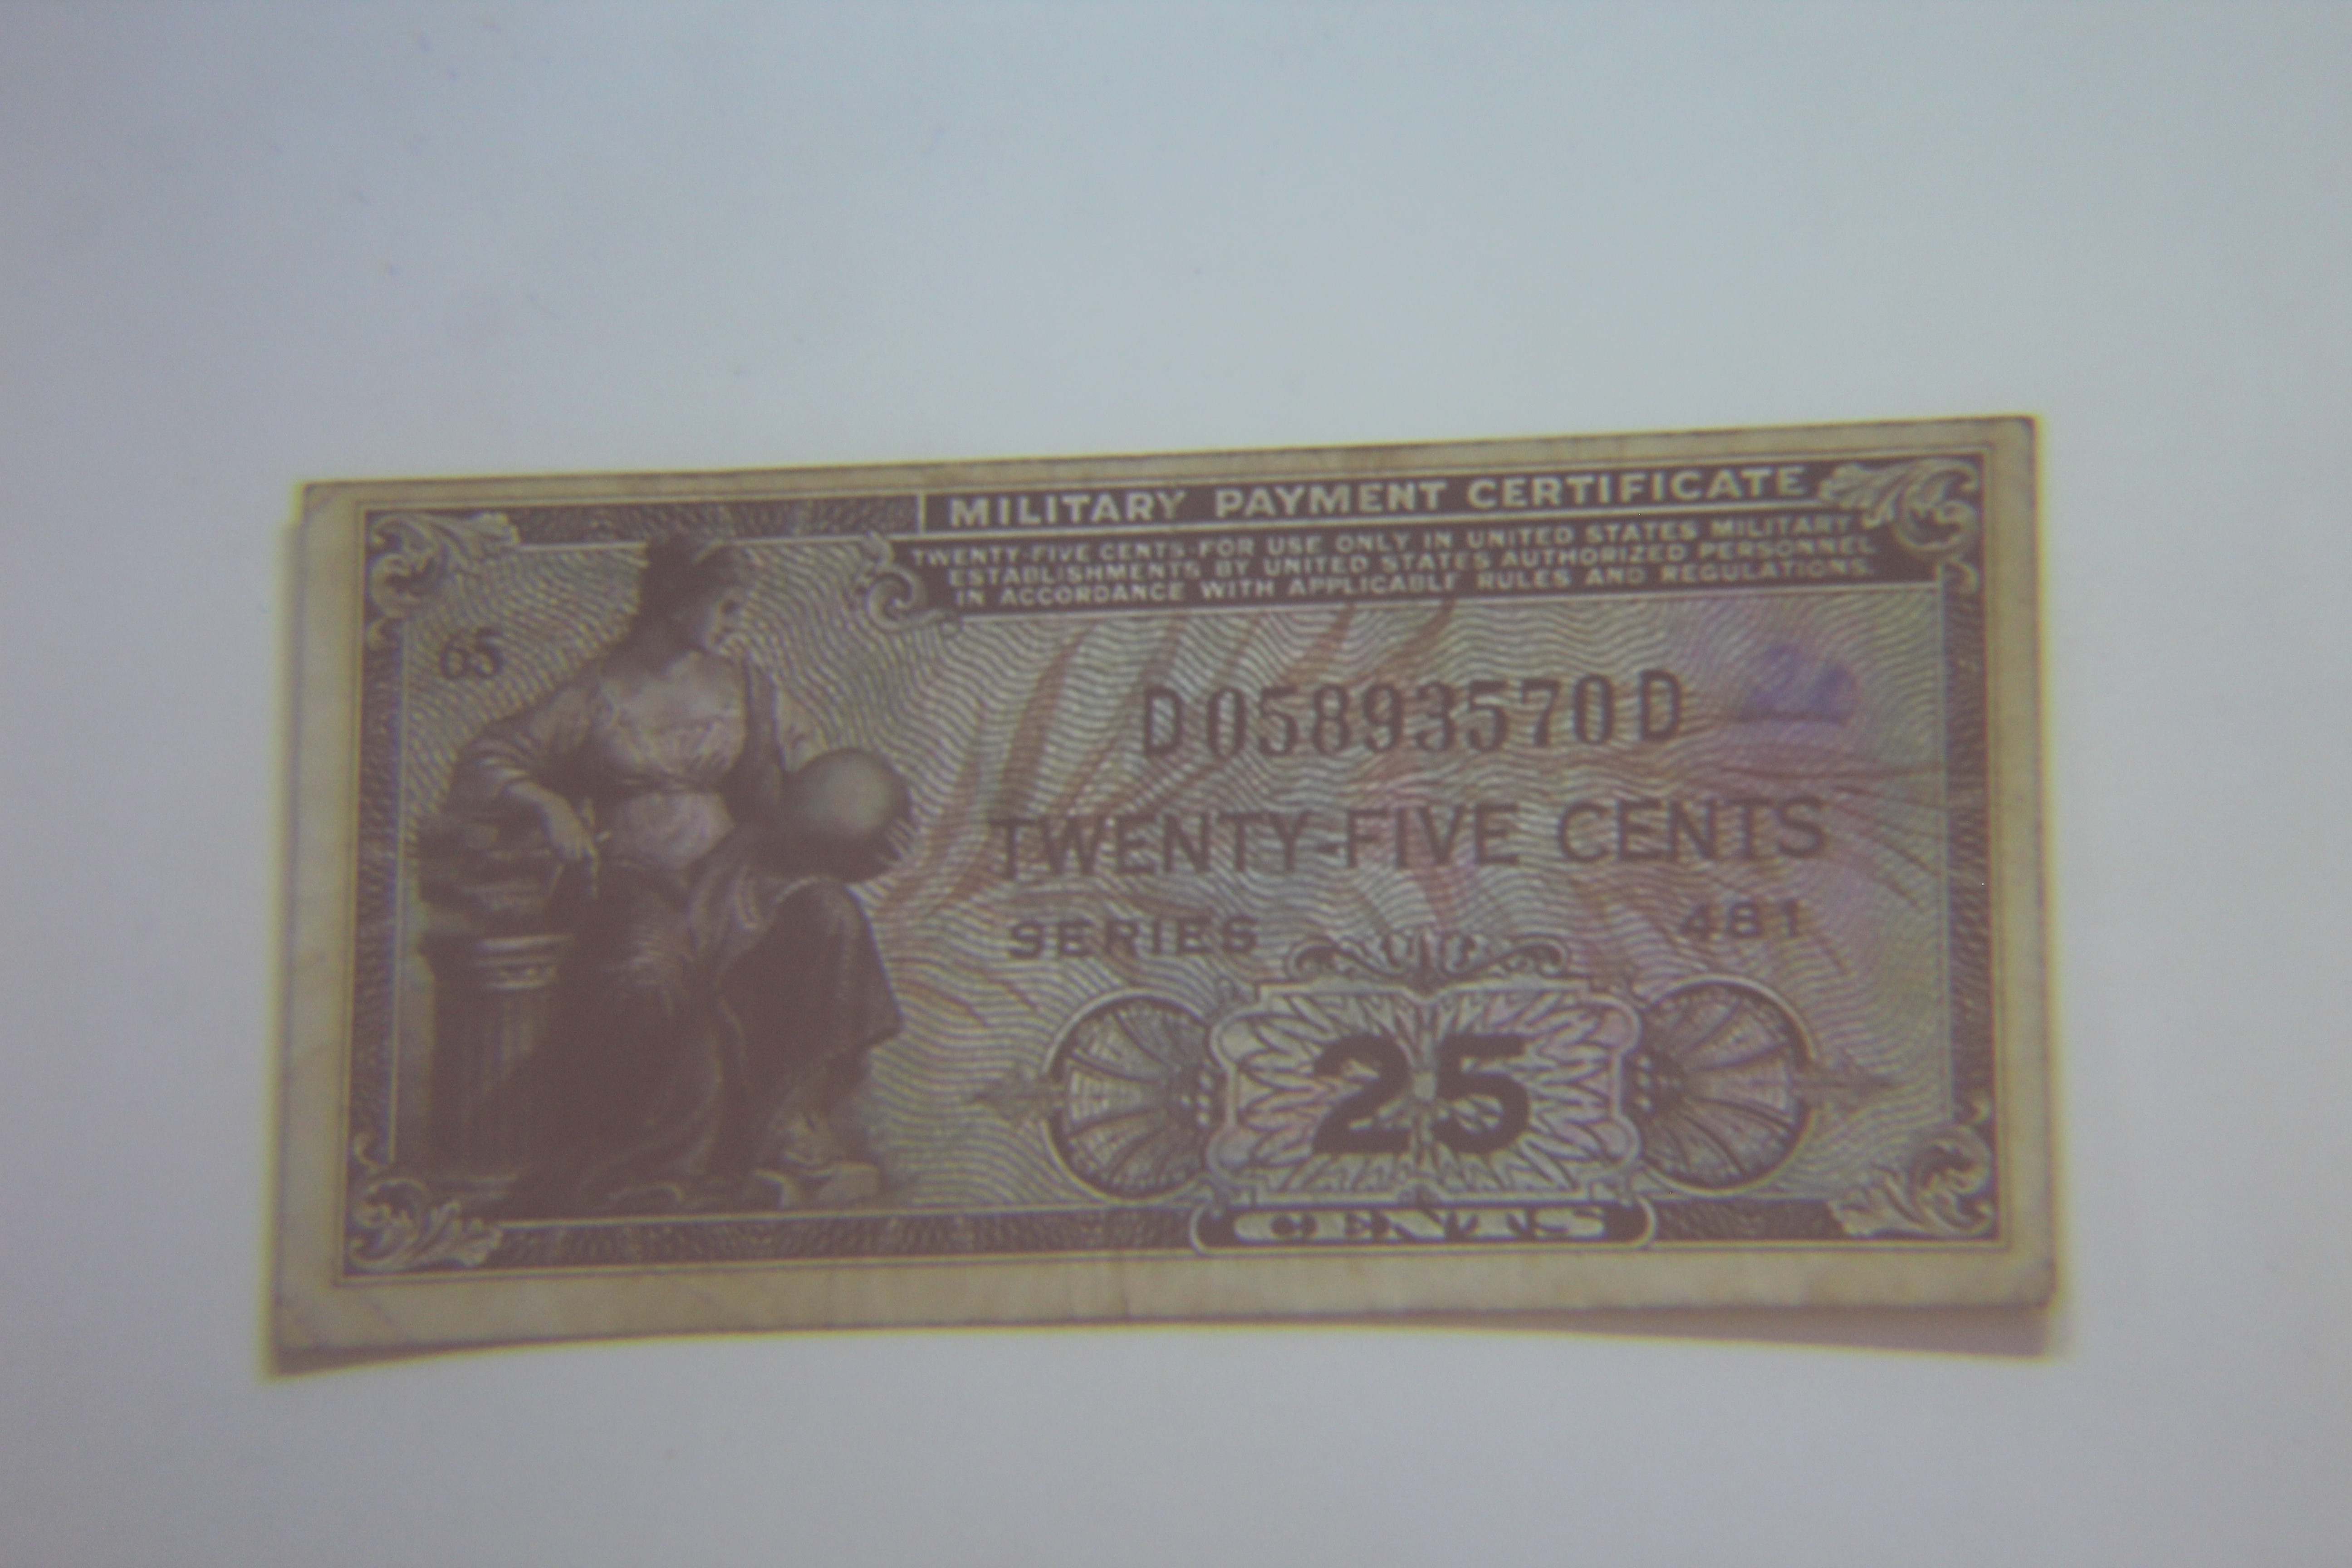 MILITARY PAYMENT CERTIFICATE
TWENTY-FIVE CENTS-FOR USE ONLY IN UNITED STATES MILITARY
ESTABLISHMENTS BY UNITED STATES AUTHORIZED PERSONNEL
IN ACCORDANCE WITH APPLICABLE RULES AND REGULATIONS.
65
D05893570D
TWENTY-FIVE CENTS
SERIES 481
25
CENTS